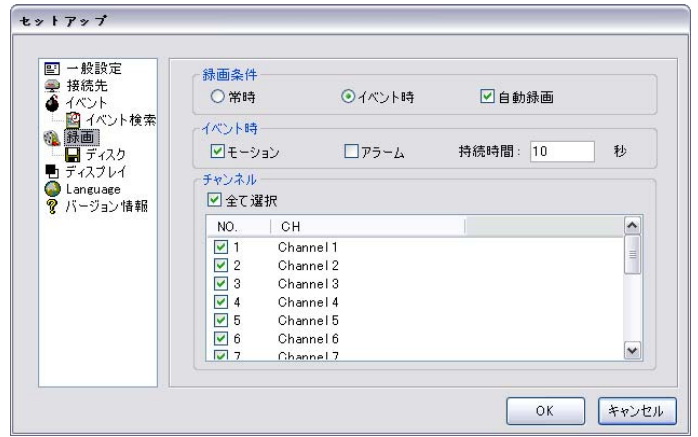 セットアップ
一般設定
接続先
イベント
イベント検索
録画
ディスク
ディスプレイ
Language
バージョン情報
録画条件
常時 イベント時 自動録画
イベント時
モーション アラーム 持続時間: 10 秒
チャンネル
全て選択
NO. CH
1 Channel 1
2 Channel 2
3 Channel 3
4 Channel 4
5 Channel 5
6 Channel 6
7 Channel 7
OK キャンセル